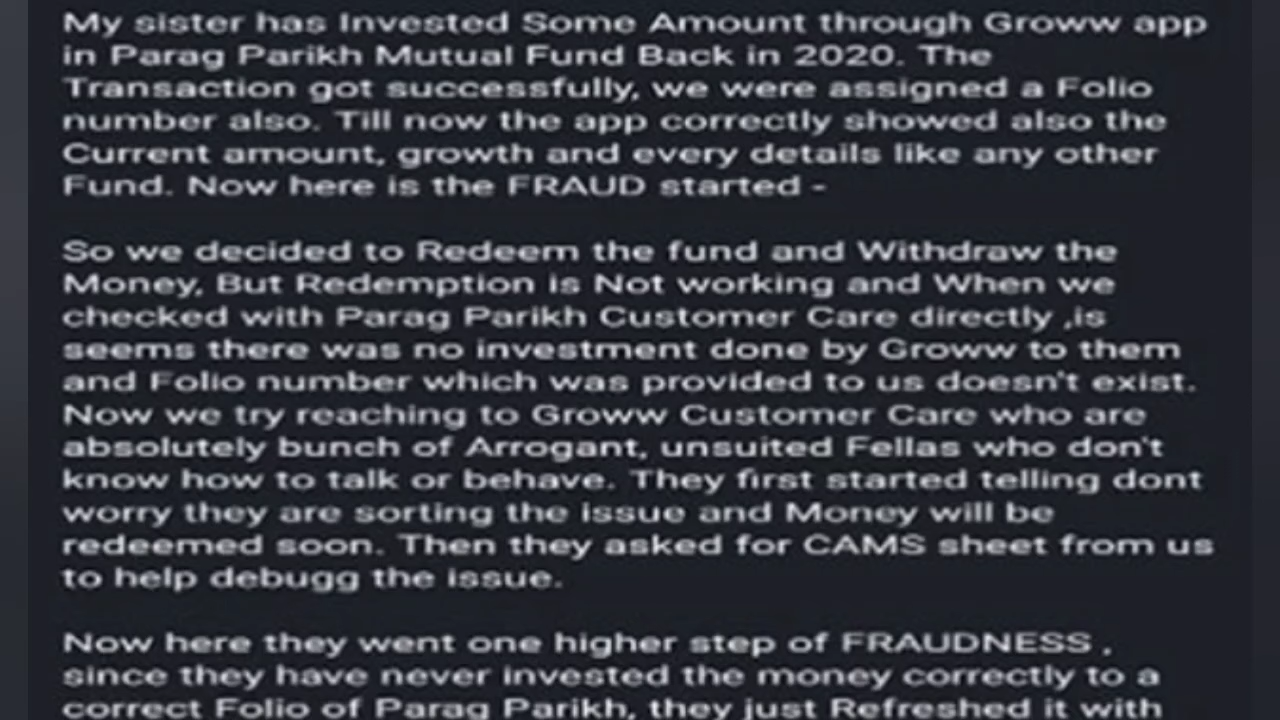 My sister has Invested Some Amount through Groww app
in Parag Parikh Mutual Fund Back in 2020. The
Transaction got successfully, we were assigned a Folio
number also. Till now the app correctly showed also the
Current amount, growth and every details like any other
Fund. Now here is the FRAUD started -
So we decided to Redeem the fund and Withdraw the
Money, But Redemption is Not working and When we
checked with Parag Parikh Customer Care directly ,is
seems there was no investment done by Groww to them
and Folio number which was provided to us doesn't exist.
Now we try reaching to Groww Customer Care who are
absolutely bunch of Arrogant, unsuited Fellas who don't
know how to talk or behave. They first started telling dont
worry they are sorting the issue and Money will be
redeemed soon. Then they asked for CAMS sheet from us
to help debugg the issue.
Now here they went one higher step of FRAUDNESS ,
since they have never invested the money correctly to a
correct Folio of Parag Parikh, they just Refreshed it with